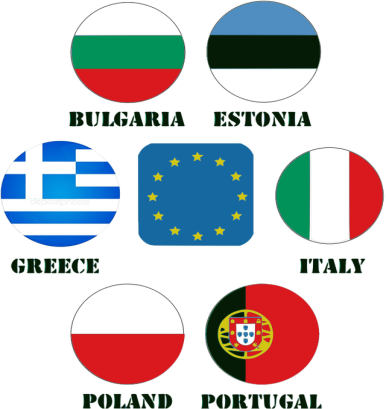 BULGARIA ESTONIA
GREECE ITALY
POLAND PORTUGAL